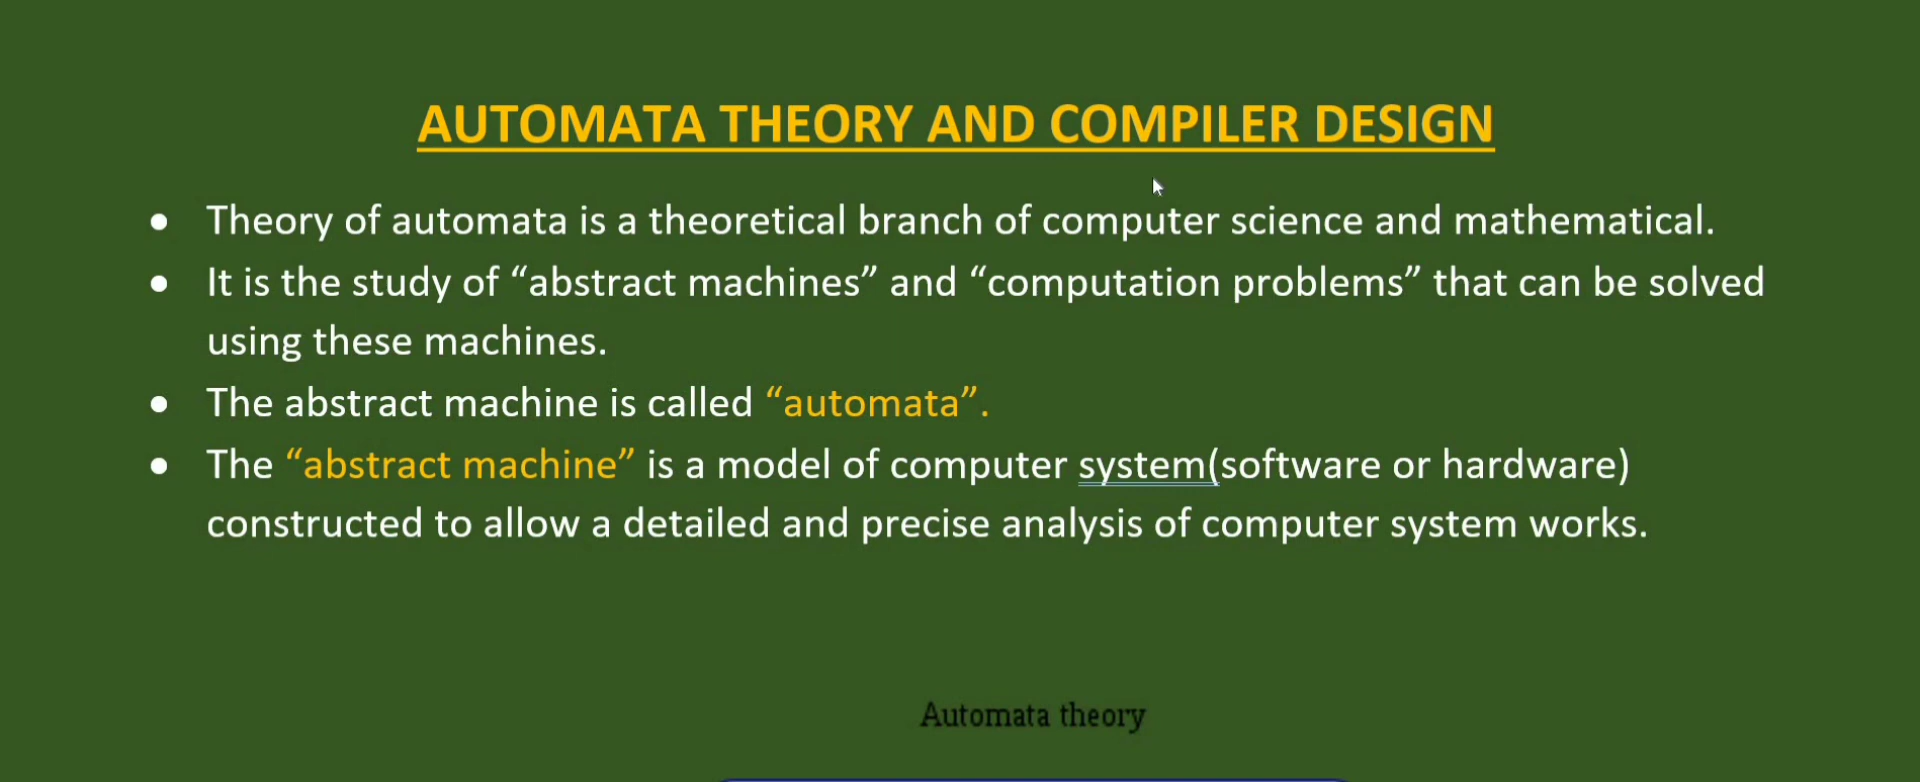 AUTOMATA THEORY AND COMPILER DESIGN
• Theory of automata is a theoretical branch of computer science and mathematical.
• It is the study of “abstract machines” and “computation problems” that can be solved
using these machines.
• The abstract machine is called “automata”.
• The “abstract machine” is a model of computer system(software or hardware)
constructed to allow a detailed and precise analysis of computer system works.
Automata theory